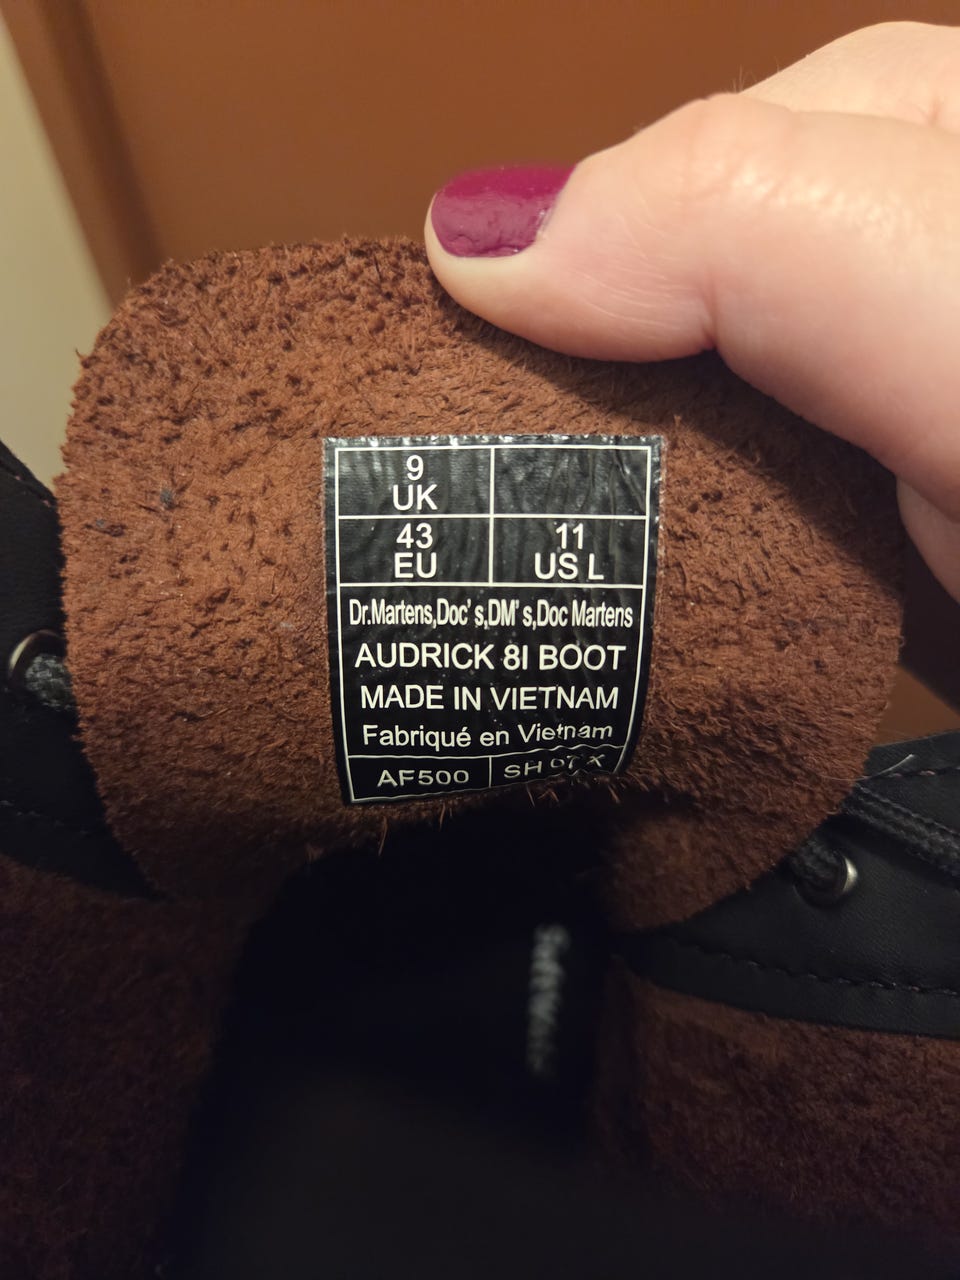 9
UK
43
EU
11
US L
Dr.Martens,Doc's,DM's,Doc Martens
AUDRICK 8I BOOT
MADE IN VIETNAM
Fabriqué en Vietnam
AF500
SH